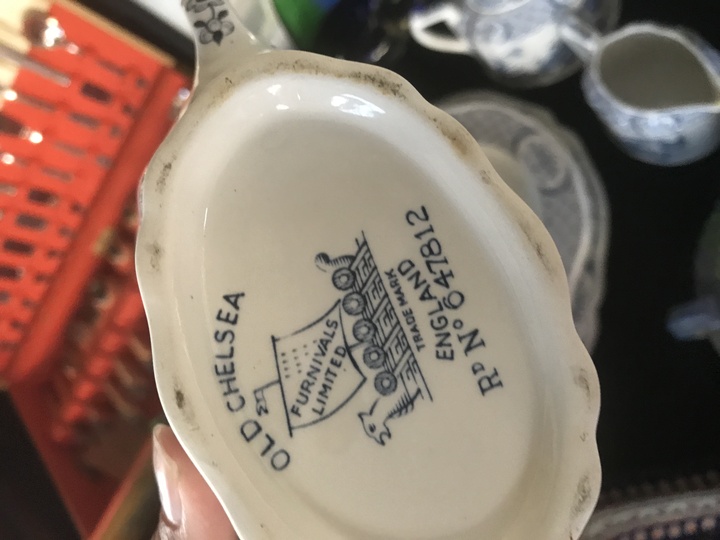 OLD CHELSEA
FURNIVALS
LIMITED
TRADE MARK
ENGLAND
Rᴰ Nº 647812